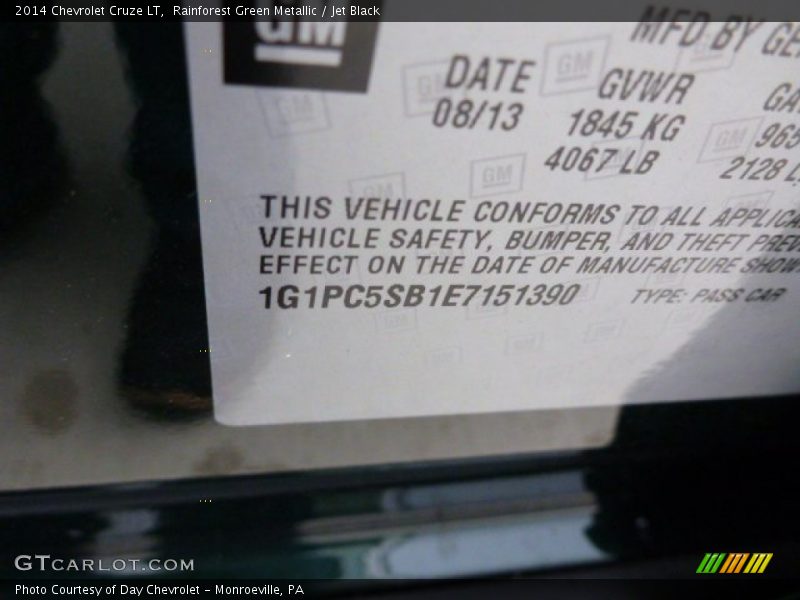 2014 Chevrolet Cruze LT, Rainforest Green Metallic / Jet Black
GM
MFD BY
DATE GVWR
08/13 1845 KG
4067 LB 2128
THIS VEHICLE CONFORMS TO ALL
VEHICLE SAFETY, BUMPER, AND THEFT
EFFECT ON THE DATE OF MANUFACTURE
1G1PC5SB1E7151390 TYPE: PASS CAR
GTCARLOT.COM
Photo Courtesy of Day Chevrolet - Monroeville, PA